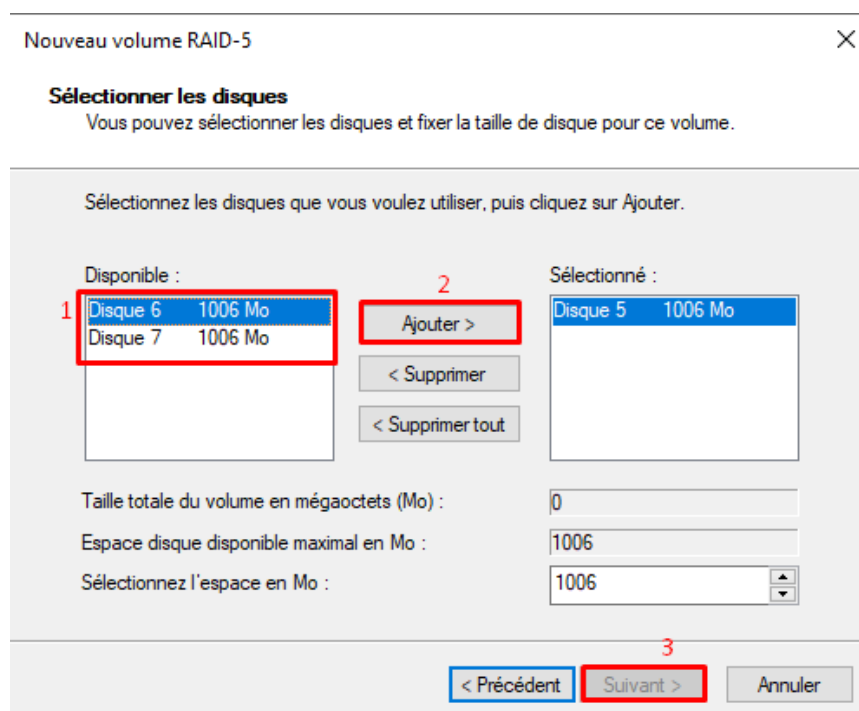 Nouveau volume RAID-5
Sélectionner les disques
Vous pouvez sélectionner les disques et fixer la taille de disque pour ce volume.
Sélectionnez les disques que vous voulez utiliser, puis cliquez sur Ajouter.
Disponible :
2
Sélectionné :
1
Disque 6 1006 Mo
Disque 7 1006 Mo
Ajouter >
< Supprimer
< Supprimer tout
Disque 5 1006 Mo
Taille totale du volume en mégaoctets (Mo) : 0
Espace disque disponible maximal en Mo : 1006
Sélectionnez l'espace en Mo : 1006
3
< Précédent Suivant > Annuler